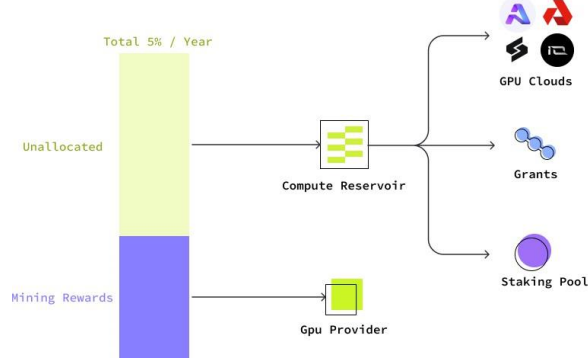 Total 5% / Year
GPU Clouds
Unallocated
Compute Reservoir
Grants
Staking Pool
Mining Rewards
Gpu Provider